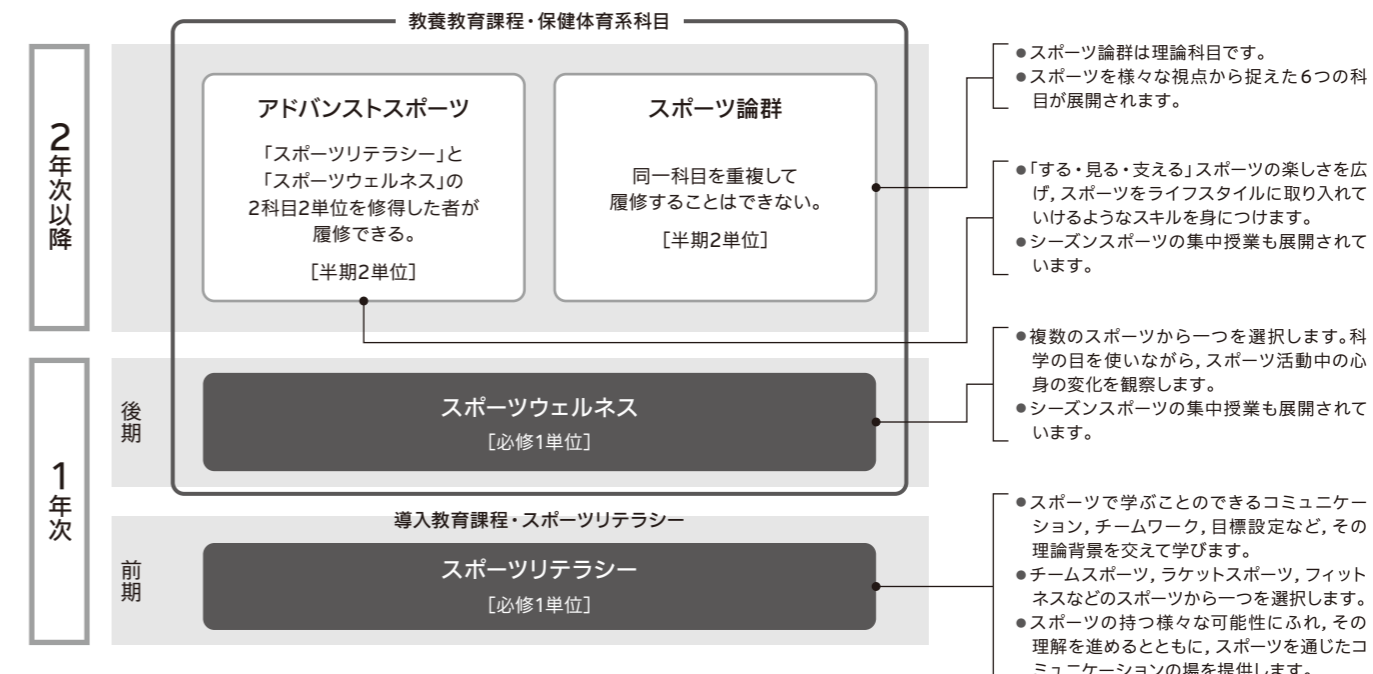 教養教育課程・保健体育系科目
2年次以降
アドバンストスポーツ
「スポーツリテラシー」と
「スポーツウェルネス」の
2科目2単位を修得した者が
履修できる。
［半期2単位］
スポーツ論群
同一科目を重複して
履修することはできない。
［半期2単位］
●スポーツ論群は理論科目です。
●スポーツを様々な視点から捉えた6つの科
目が展開されます。
●「する・見る・支える」スポーツの楽しさを広
げ，スポーツをライフスタイルに取り入れて
いけるようなスキルを身につけます。
●シーズンスポーツの集中授業も展開されて
います。
1年次
後期
スポーツウェルネス
［必修1単位］
●複数のスポーツから一つを選択します。科
学の目を使いながら，スポーツ活動中の心
身の変化を観察します。
●シーズンスポーツの集中授業も展開されて
います。
導入教育課程・スポーツリテラシー
前期
スポーツリテラシー
［必修1単位］
●スポーツで学ぶことのできるコミュニケー
ション，チームワーク，目標設定など，その
理論背景を交えて学びます。
●チームスポーツ，ラケットスポーツ，フィット
ネスなどのスポーツから一つを選択します。
●スポーツの持つ様々な可能性にふれ，その
理解を進めるとともに，スポーツを通じたコ
ミュニケーションの場を提供します。